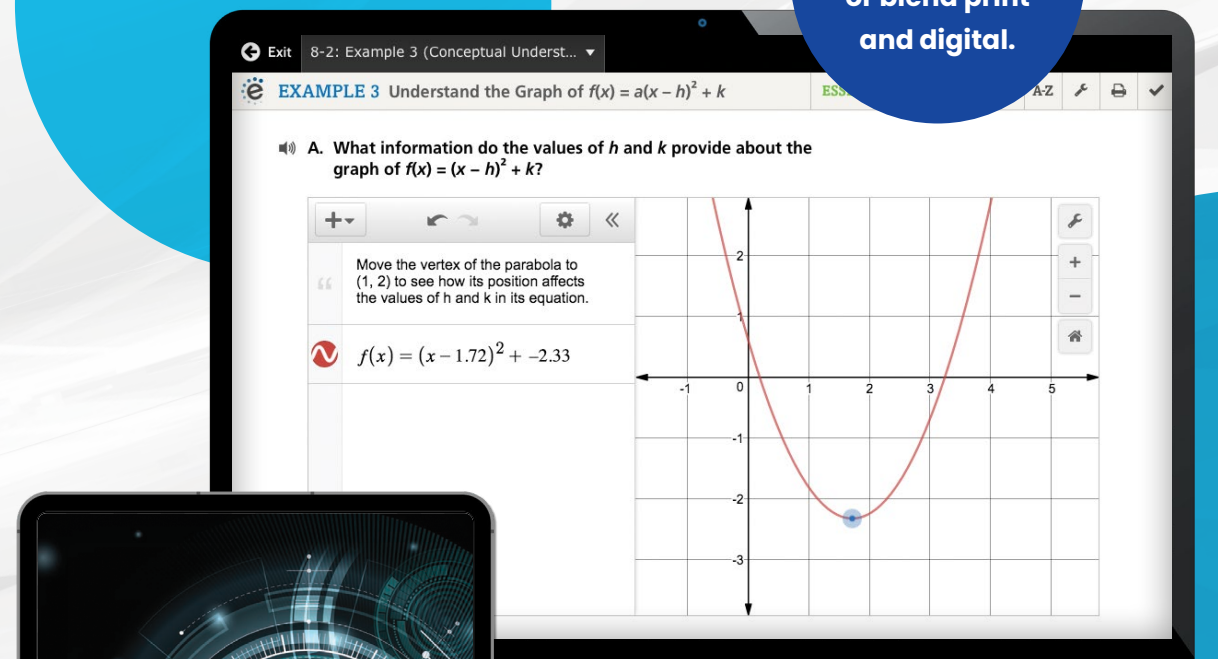 or blend print
and digital.
Exit 8-2: Example 3 (Conceptual Underst...
EXAMPLE 3 Understand the Graph of f(x) = a(x – h)² + k
A-Z
A. What information do the values of h and k provide about the
graph of f(x) = (x – h)² + k?
Move the vertex of the parabola to
(1, 2) to see how its position affects
the values of h and k in its equation.
f(x) = (x – 1.72)² + –2.33
2
1
-1 0 1 2 3 4 5
-1
-2
-3